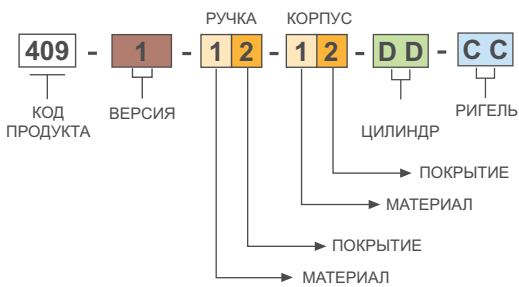 РУЧКА КОРПУС
409 - 1 - 1 2 - 1 2 - D D - C C
КОД ПРОДУКТА
ВЕРСИЯ
ЦИЛИНДР
РИГЕЛЬ
ПОКРЫТИЕ
МАТЕРИАЛ
ПОКРЫТИЕ
МАТЕРИАЛ